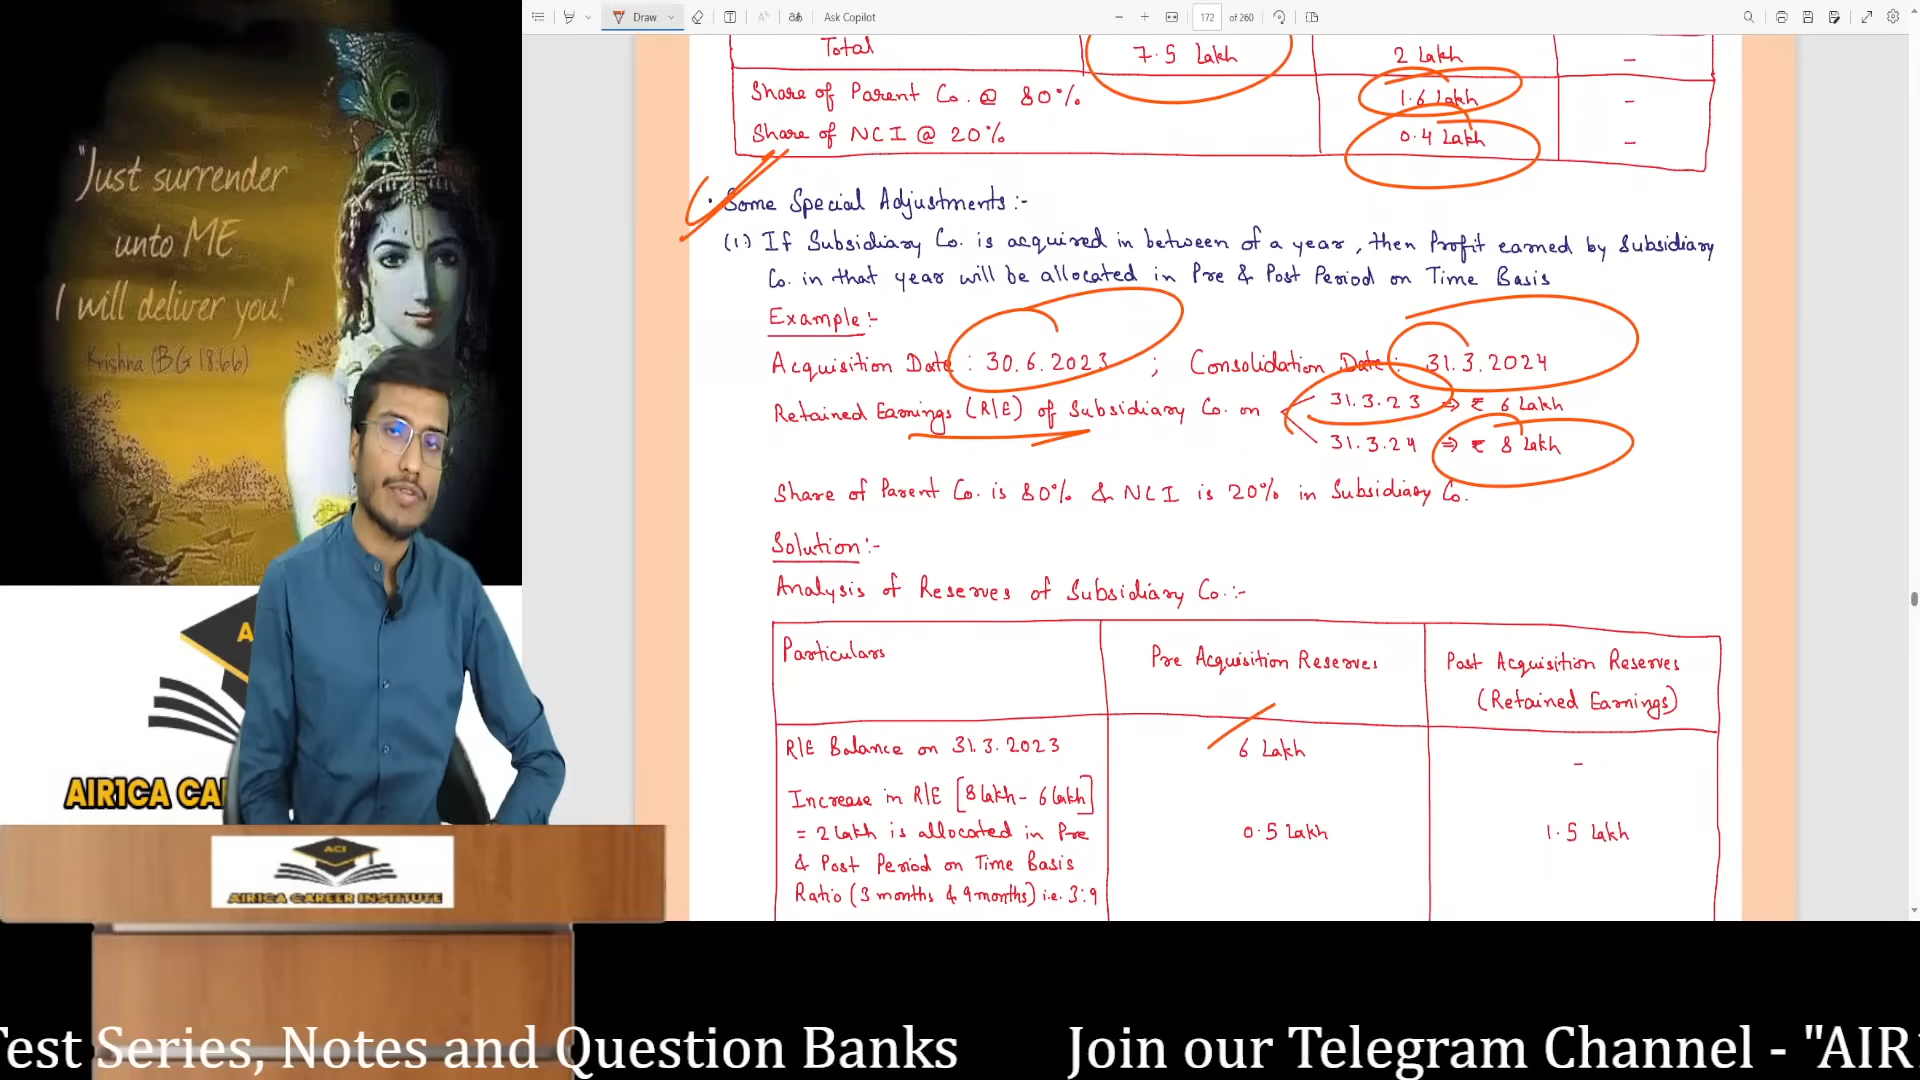 "Just surrender
unto ME
I will deliver you!"
Krishna (B.G 18:66)
Draw
Ask Copilot
172 of 260
Total 7.5 Lakh 2 Lakh -
Share of Parent Co. @ 80% 1.6 Lakh -
Share of NCI @ 20% 0.4 Lakh -
• Some Special Adjustments :-
(1.) If Subsidiary Co. is acquired in between of a year, then Profit earned by Subsidiary
Co. in that year will be allocated in Pre & Post Period on Time Basis
Example :-
Acquisition Date : 30.6.2023 ; Consolidation Date : 31.3.2024
Retained Earnings (R/E) of Subsidiary Co. on 31.3.23 ⇒ ₹ 6 Lakh
31.3.24 ⇒ ₹ 8 Lakh
Share of Parent Co. is 80% & NCI is 20% in Subsidiary Co.
Solution :-
Analysis of Reserves of Subsidiary Co. :-
Particulars Pre Acquisition Reserves Post Acquisition Reserves
(Retained Earnings)
R/E Balance on 31.3.2023 6 Lakh -
Increase in R/E [8 Lakh - 6 Lakh]
= 2 Lakh is allocated in Pre 0.5 Lakh 1.5 Lakh
& Post Period on Time Basis
Ratio (3 months & 9 months) i.e. 3:9
A
AIR1CA CA
ACI
AIR1CA CAREER INSTITUTE
Test Series, Notes and Question Banks Join our Telegram Channel - "AIR1